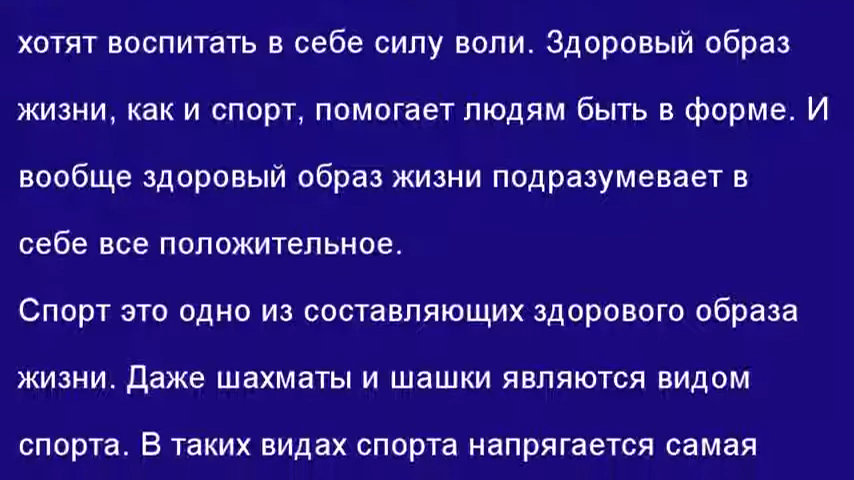 хотят воспитать в себе силу воли. Здоровый образ
жизни, как и спорт, помогает людям быть в форме. И
вообще здоровый образ жизни подразумевает в
себе все положительное.
Спорт это одно из составляющих здорового образа
жизни. Даже шахматы и шашки являются видом
спорта. В таких видах спорта напрягается самая